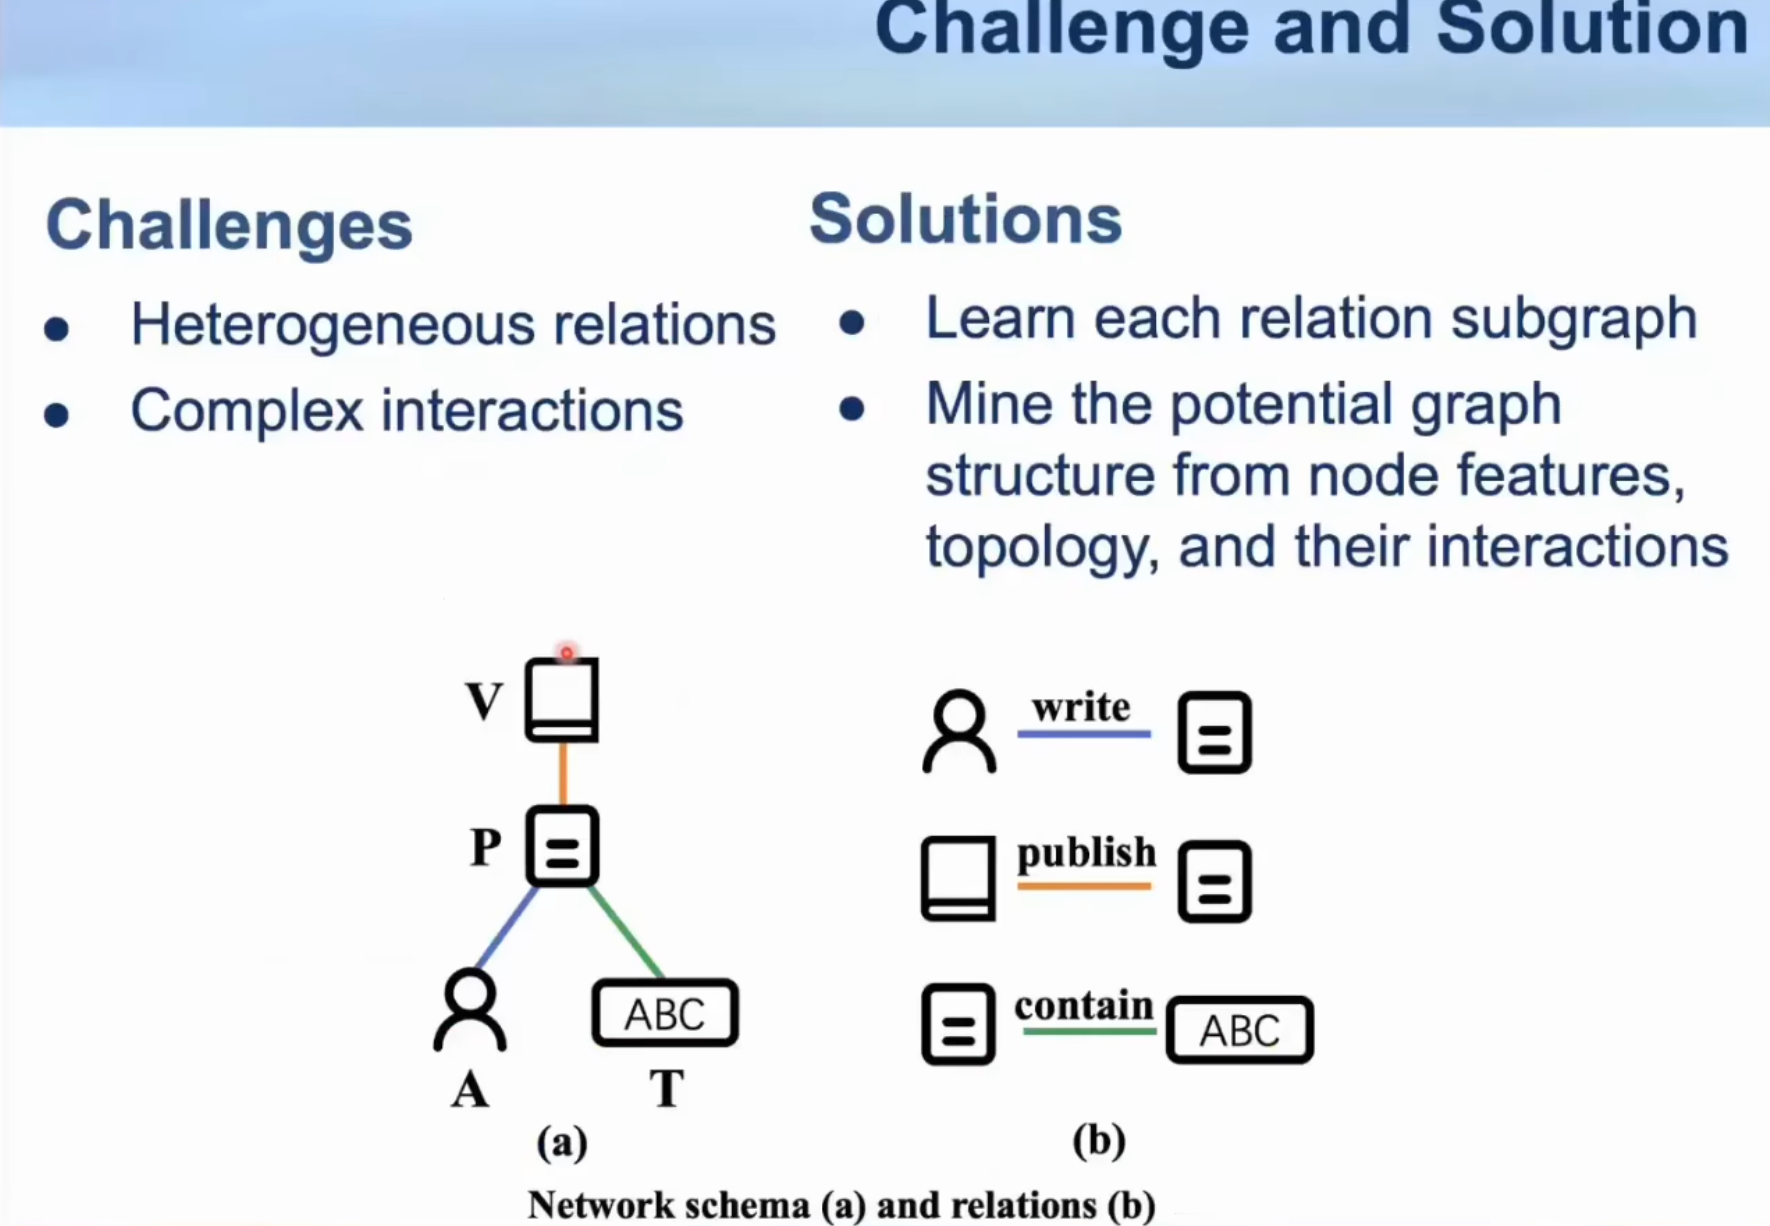 Challenge and Solution
Challenges
Heterogeneous relations
Complex interactions
Solutions
Learn each relation subgraph
Mine the potential graph
structure from node features,
topology, and their interactions
V
P
ABC
A
T
(a)
write
publish
contain
ABC
(b)
Network schema (a) and relations (b)